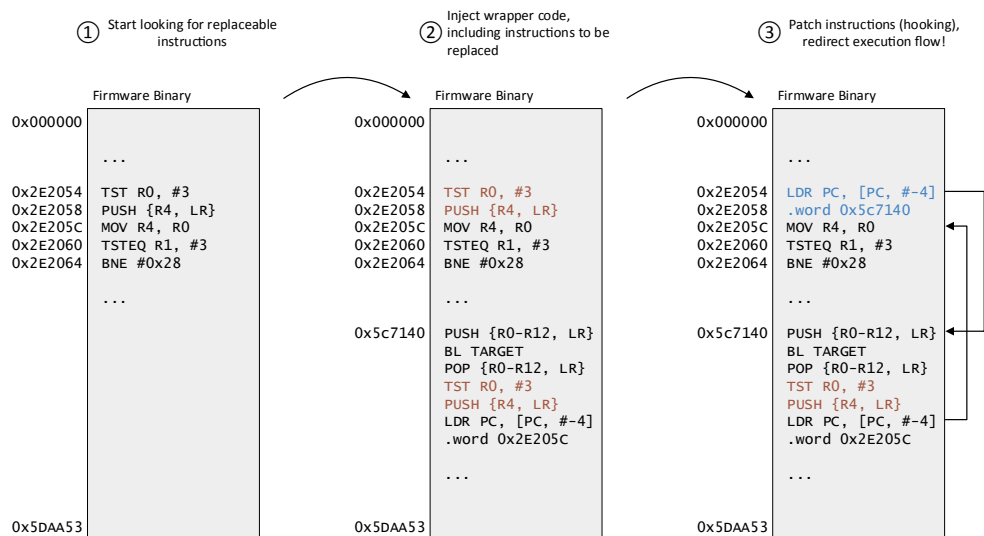 ① Start looking for replaceable
instructions
② Inject wrapper code,
including instructions to be
replaced
③ Patch instructions (hooking),
redirect execution flow!
Firmware Binary
0x000000
...
0x2E2054 TST R0, #3
0x2E2058 PUSH {R4, LR}
0x2E205C MOV R4, R0
0x2E2060 TSTEQ R1, #3
0x2E2064 BNE #0x28
...
0x5DAA53
Firmware Binary
0x000000
...
0x2E2054 TST R0, #3
0x2E2058 PUSH {R4, LR}
0x2E205C MOV R4, R0
0x2E2060 TSTEQ R1, #3
0x2E2064 BNE #0x28
...
0x5c7140 PUSH {R0-R12, LR}
BL TARGET
POP {R0-R12, LR}
TST R0, #3
PUSH {R4, LR}
LDR PC, [PC, #-4]
.word 0x2E205C
...
0x5DAA53
Firmware Binary
0x000000
...
0x2E2054 LDR PC, [PC, #-4]
0x2E2058 .word 0x5c7140
0x2E205C MOV R4, R0
0x2E2060 TSTEQ R1, #3
0x2E2064 BNE #0x28
...
0x5c7140 PUSH {R0-R12, LR}
BL TARGET
POP {R0-R12, LR}
TST R0, #3
PUSH {R4, LR}
LDR PC, [PC, #-4]
.word 0x2E205C
...
0x5DAA53